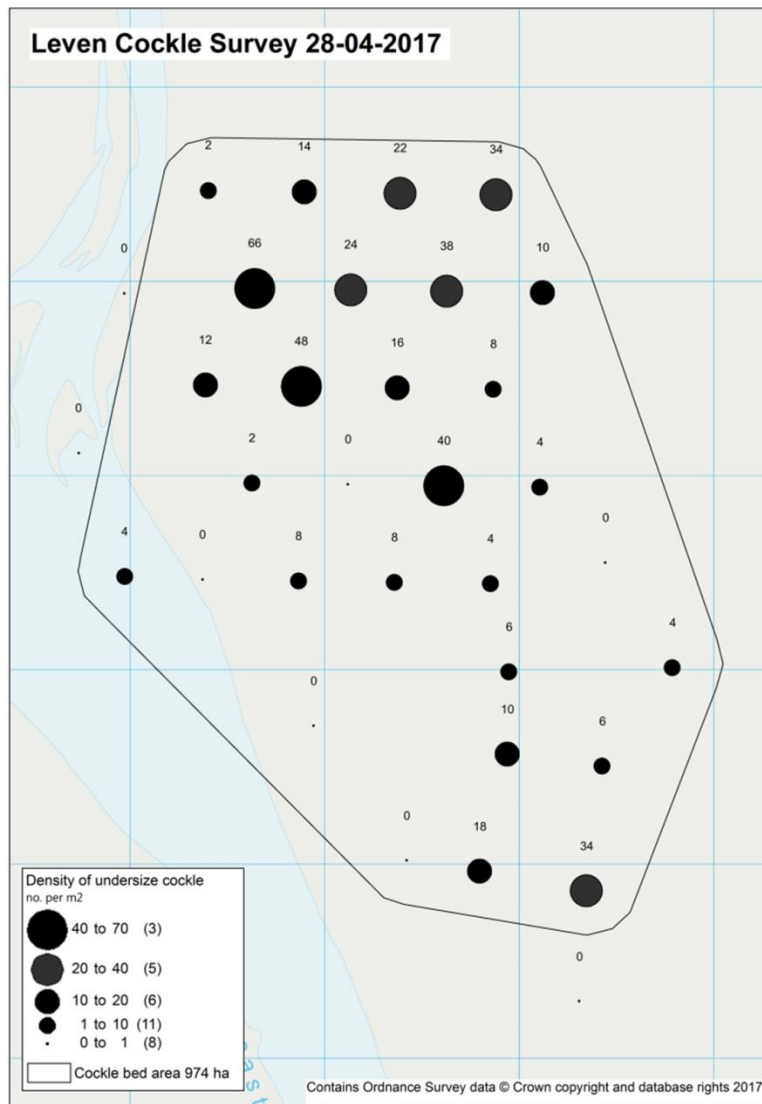 Leven Cockle Survey 28-04-2017
2 14 22 34
0 66 24 38 10
12 48 16 8
0
2 0 40 4
0
4 0 8 8 4
6 4
0
10 6
0 18
34
0
Density of undersize cockle
no. per m2
40 to 70 (3)
20 to 40 (5)
10 to 20 (6)
1 to 10 (11)
0 to 1 (8)
Cockle bed area 974 ha
Contains Ordnance Survey data © Crown copyright and database rights 2017